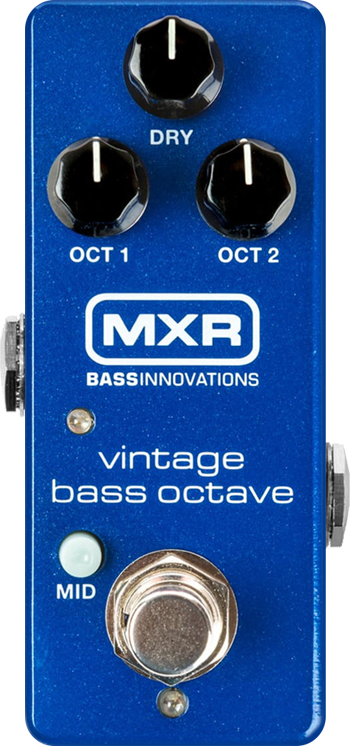 DRY
OCT 1 OCT 2
MXR
BASSINNOVATIONS
vintage
bass octave
MID